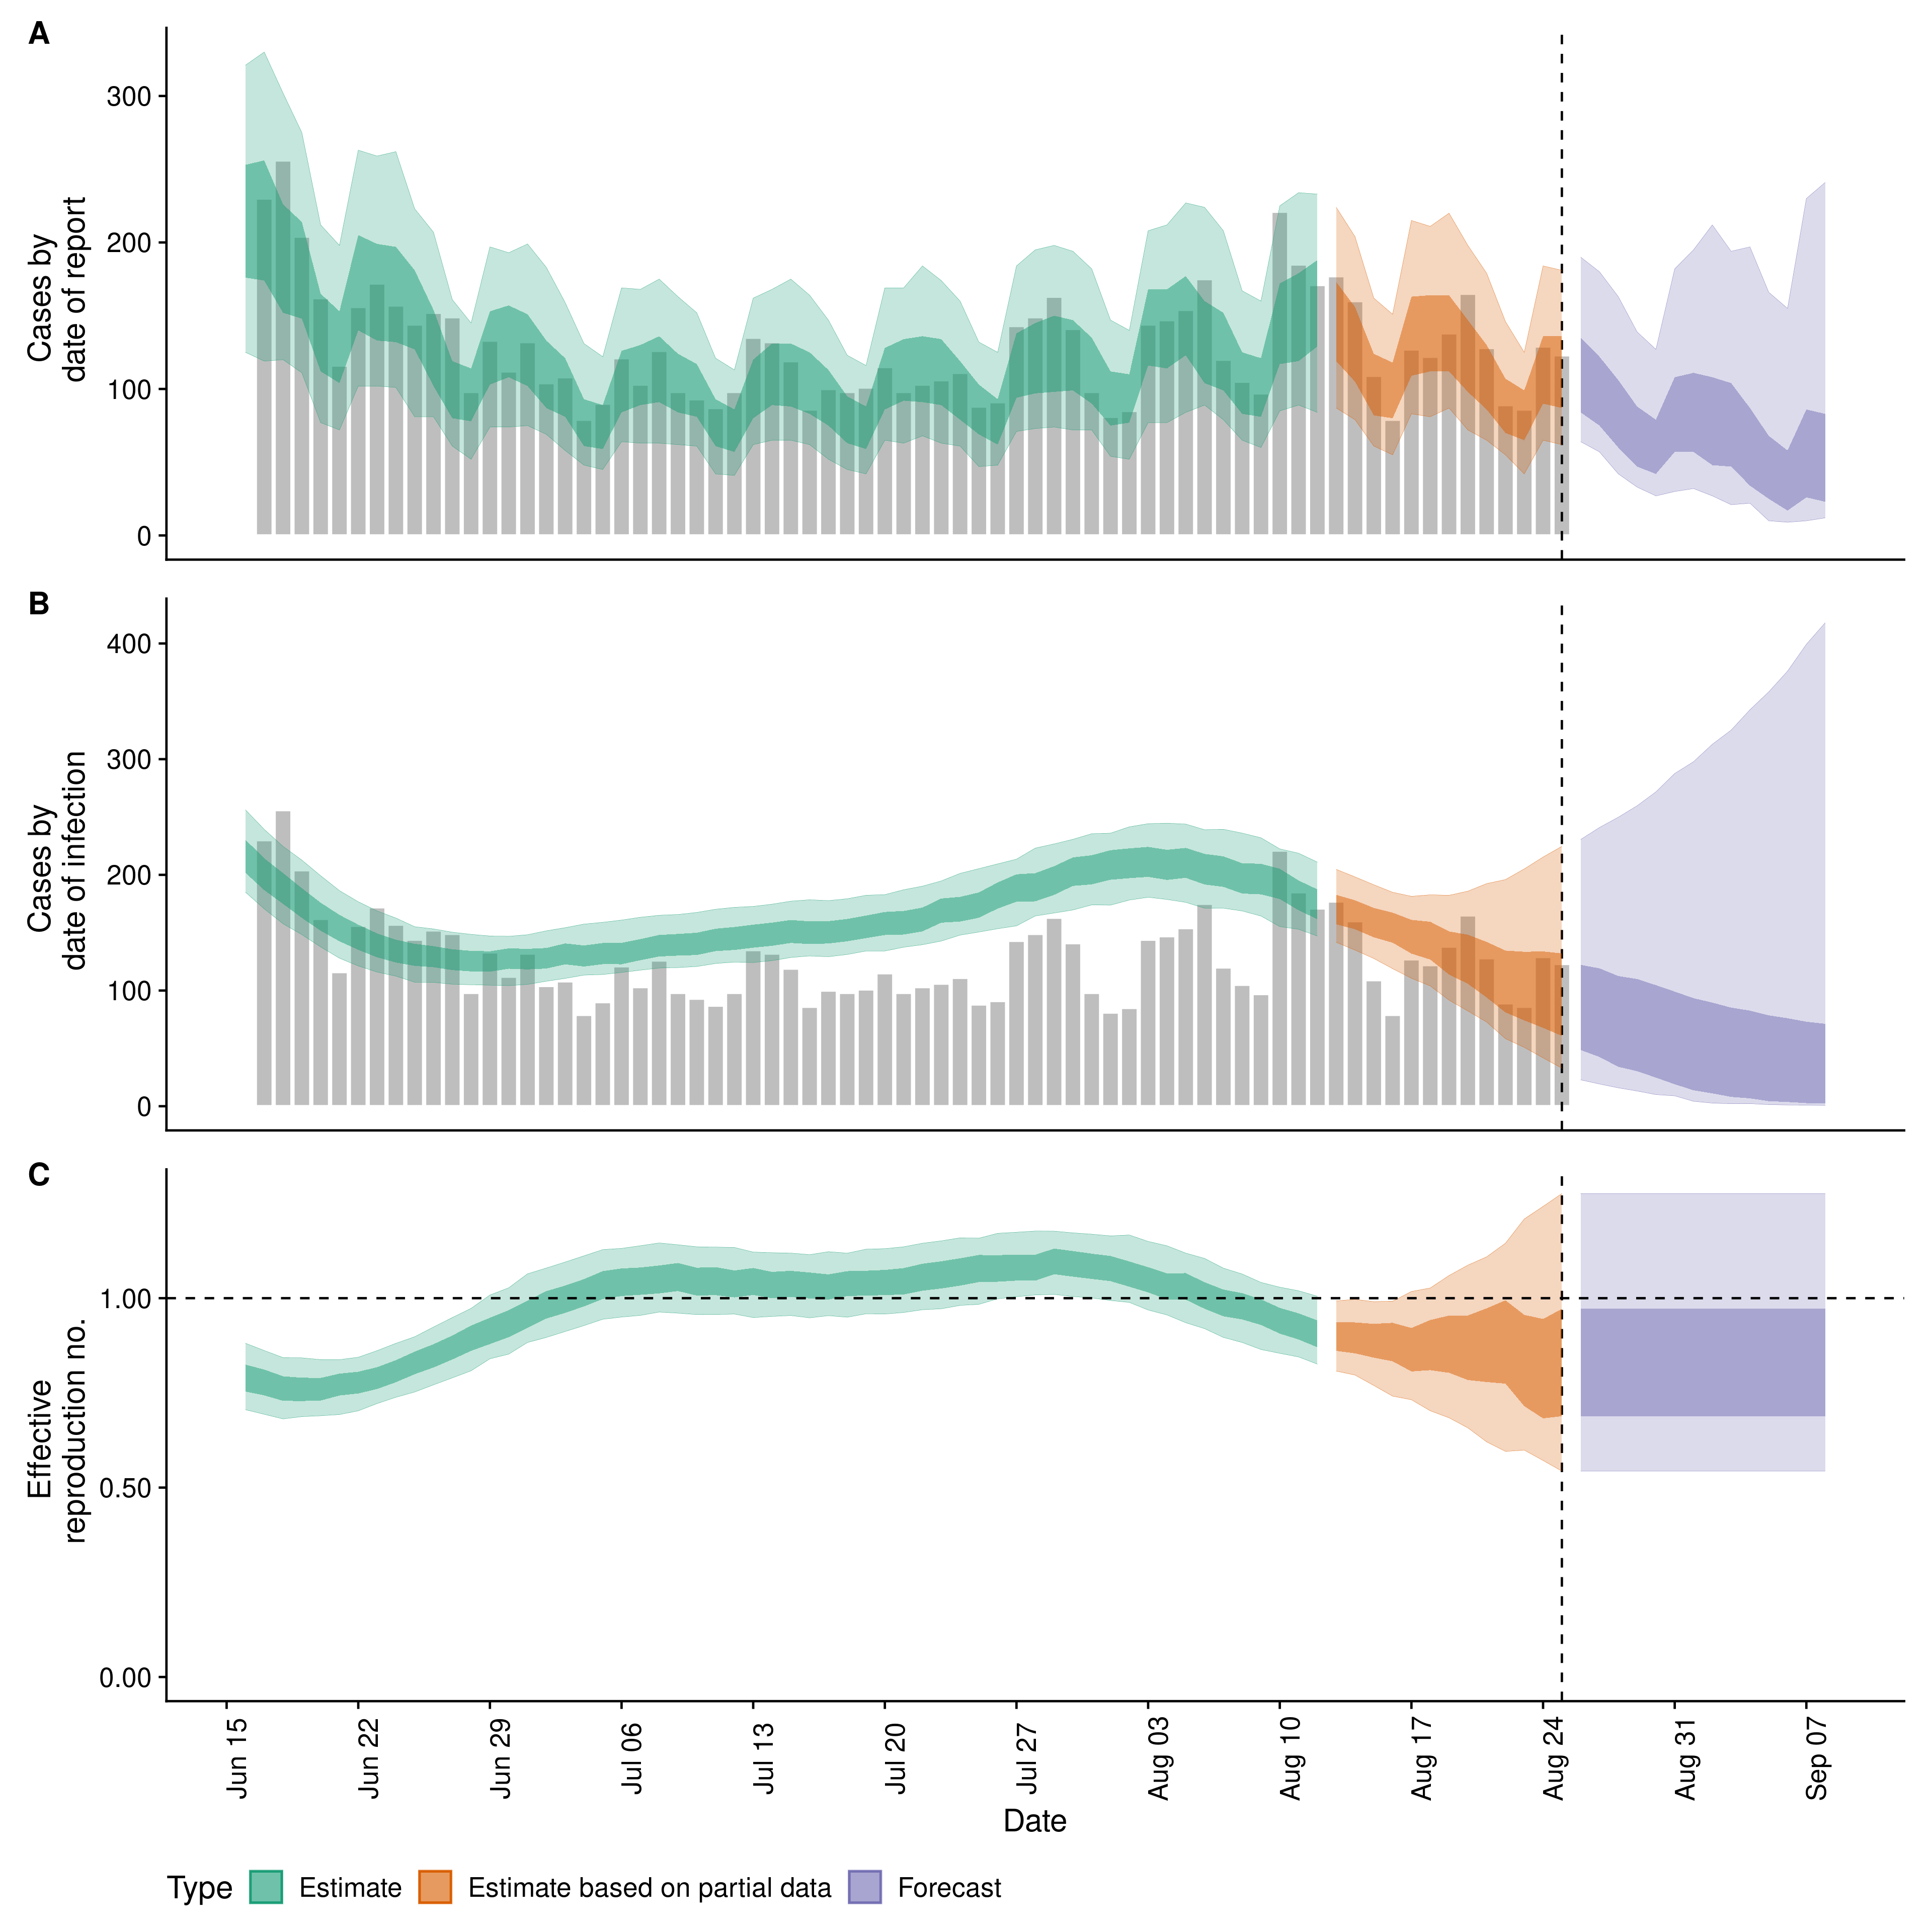 A
300
200
100
0
Cases by
date of report
B
400
300
200
100
0
Cases by
date of infection
C
1.00
0.50
0.00
Effective
reproduction no.
Jun 15
Jun 22
Jun 29
Jul 06
Jul 13
Jul 20
Jul 27
Aug 03
Aug 10
Aug 17
Aug 24
Aug 31
Sep 07
Date
Type Estimate Estimate based on partial data Forecast